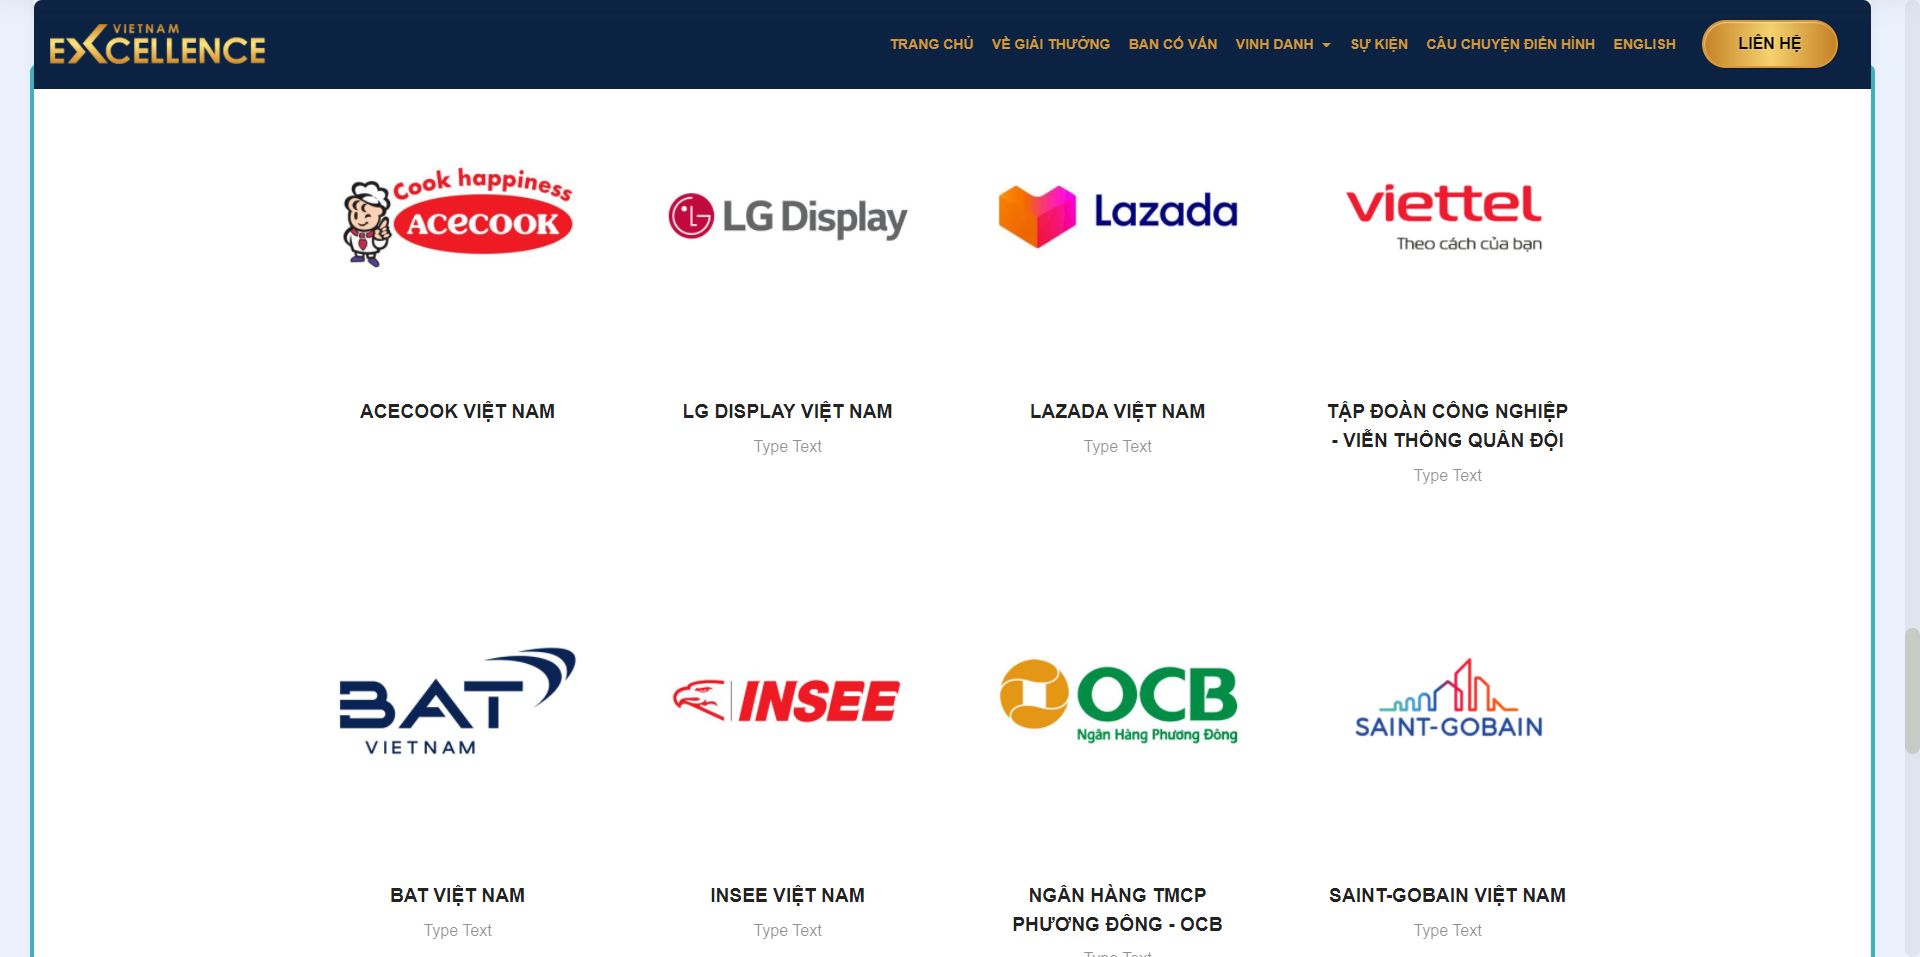 VIETNAM
EXCELLENCE
TRANG CHỦ
VỀ GIẢI THƯỞNG
BAN CỐ VẤN
VINH DANH
SỰ KIỆN
CÂU CHUYỆN ĐIỂN HÌNH
ENGLISH
LIÊN HỆ
Cook happiness
ACECOOK
LG Display
Lazada
viettel
Theo cách của bạn
ACECOOK VIỆT NAM
LG DISPLAY VIỆT NAM
Type Text
LAZADA VIỆT NAM
Type Text
TẬP ĐOÀN CÔNG NGHIỆP
- VIỄN THÔNG QUÂN ĐỘI
Type Text
BAT
VIETNAM
INSEE
OCB
Ngân Hàng Phương Đông
SAINT-GOBAIN
BAT VIỆT NAM
Type Text
INSEE VIỆT NAM
Type Text
NGÂN HÀNG TMCP
PHƯƠNG ĐÔNG - OCB
Type Text
SAINT-GOBAIN VIỆT NAM
Type Text